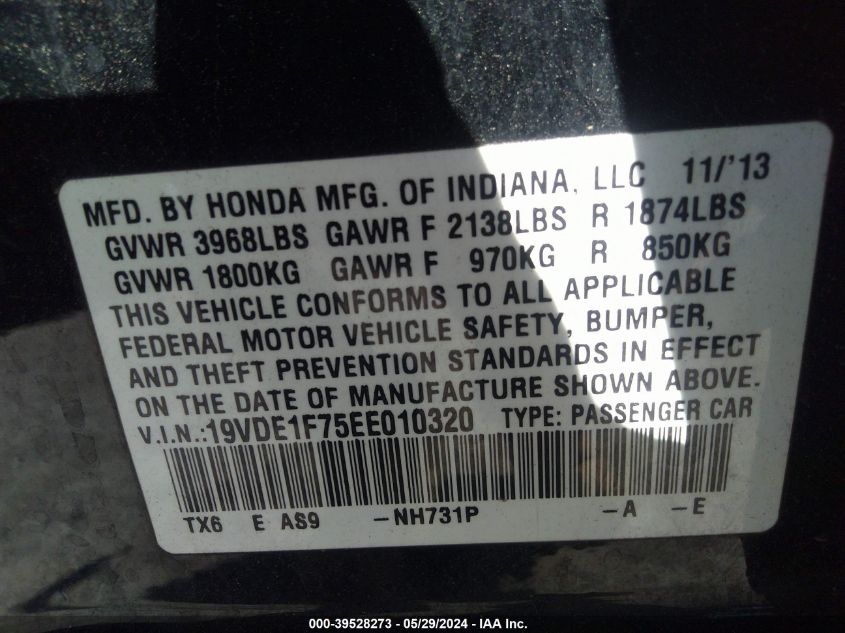 MFD. BY HONDA MFG. OF INDIANA, LLC 11/'13
GVWR 3968LBS GAWR F 2138LBS R 1874LBS
GVWR 1800KG GAWR F 970KG R 850KG
THIS VEHICLE CONFORMS TO ALL APPLICABLE
FEDERAL MOTOR VEHICLE SAFETY, BUMPER,
AND THEFT PREVENTION STANDARDS IN EFFECT
ON THE DATE OF MANUFACTURE SHOWN ABOVE.
V.I.N.:19VDE1F75EE010320 TYPE: PASSENGER CAR
TX6 E AS9 -NH731P -A -E
000-39528273 - 05/29/2024 - IAA Inc.